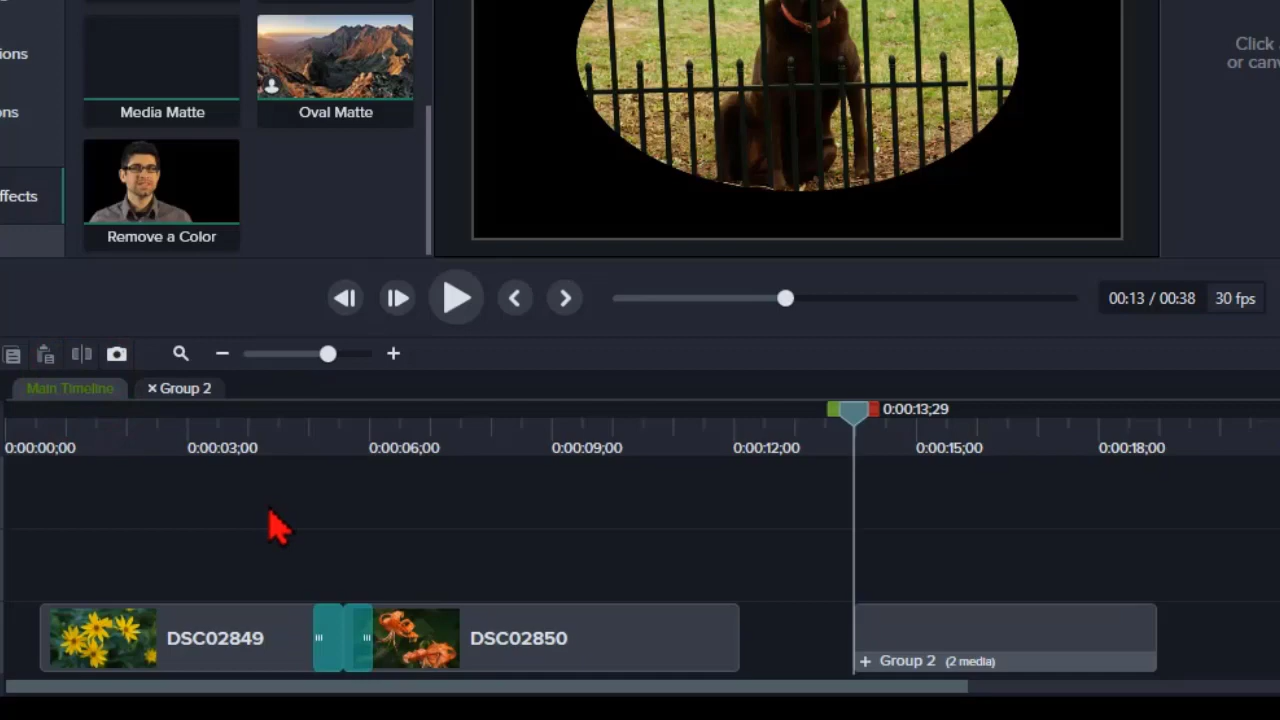 ions
Click
or canv
Media Matte
Oval Matte
ns
ffects
Remove a Color
00:13 / 00:38
30 fps
Main Timeline
× Group 2
0:00:13;29
0:00:00;00
0:00:03;00
0:00:06;00
0:00:09;00
0:00:12;00
0:00:15;00
0:00:18;00
DSC02849
DSC02850
+ Group 2 (2 media)